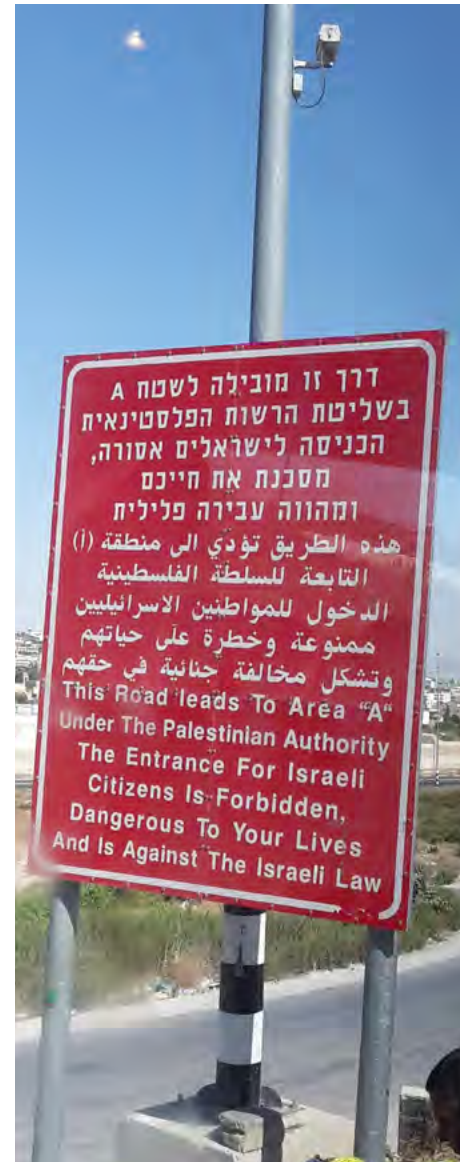 דרך זו מובילה לשטח A
בשליטת הרשות הפלסטינאית
הכניסה לישראלים אסורה,
מסכנת את חייכם
ומהווה עבירה פלילית
هذه الطريق تؤدي الى منطقة (أ)
التابعة للسلطة الفلسطينية
الدخول للمواطنين الاسرائيليين
ممنوعة وخطرة على حياتهم
وتشكل مخالفة جنائية في حقهم
This Road leads To Area “A“
Under The Palestinian Authority
The Entrance For Israeli
Citizens Is Forbidden,
Dangerous To Your Lives
And Is Against The Israeli Law